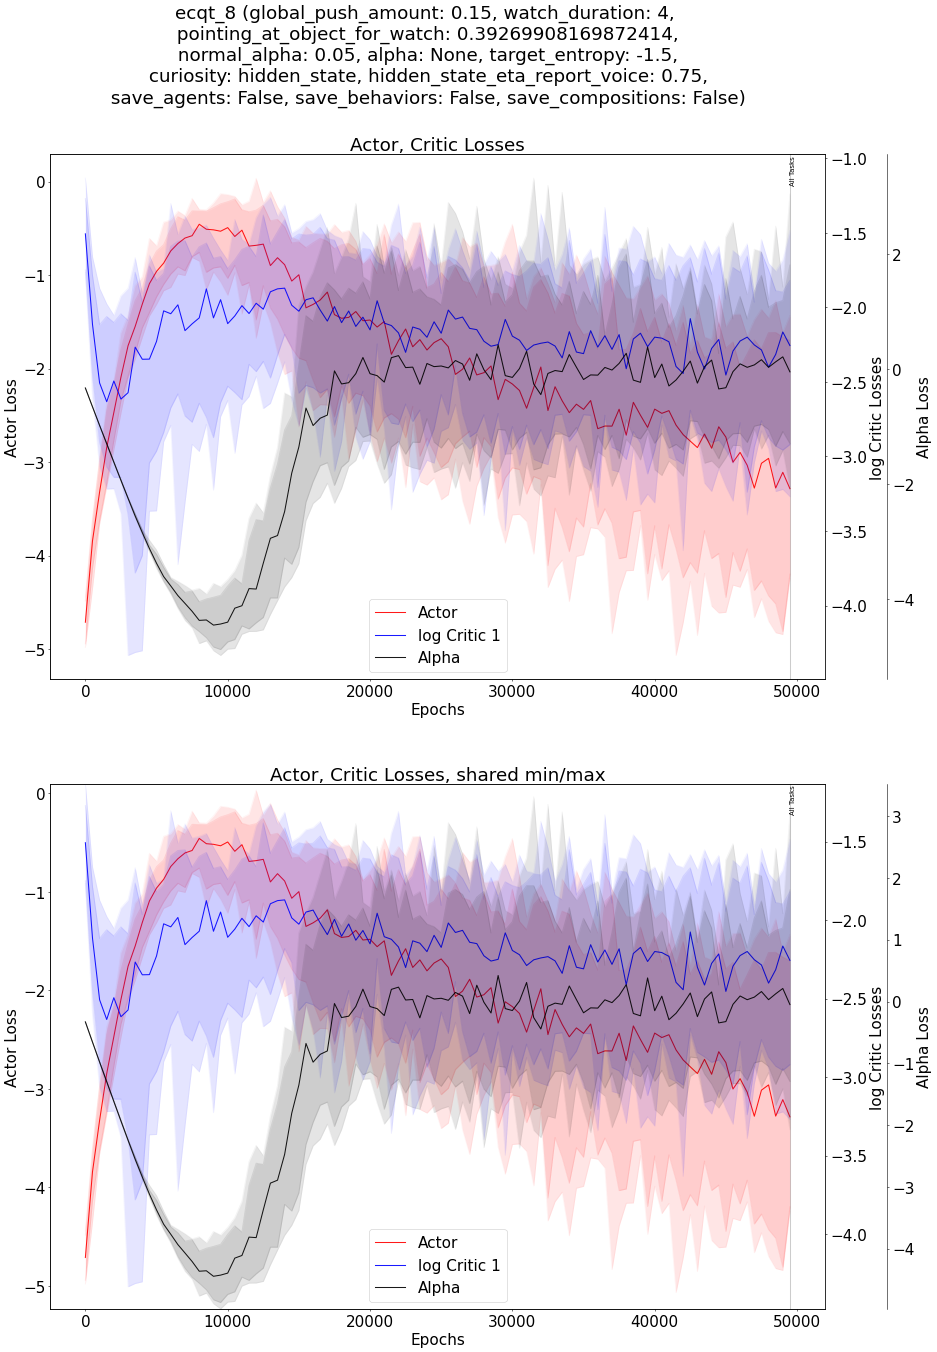 ecqt_8 (global_push_amount: 0.15, watch_duration: 4,
pointing_at_object_for_watch: 0.39269908169872414,
normal_alpha: 0.05, alpha: None, target_entropy: -1.5,
curiosity: hidden_state, hidden_state_eta_report_voice: 0.75,
save_agents: False, save_behaviors: False, save_compositions: False)
Actor, Critic Losses
All Tasks
0
−1
−2
−3
−4
−5
Actor Loss
−1.0
−1.5
−2.0
−2.5
−3.0
−3.5
−4.0
log Critic Losses
2
0
−2
−4
Alpha Loss
Actor
log Critic 1
Alpha
0
10000
20000
30000
40000
50000
Epochs
Actor, Critic Losses, shared min/max
All Tasks
0
−1
−2
−3
−4
−5
Actor Loss
−1.5
−2.0
−2.5
−3.0
−3.5
−4.0
log Critic Losses
3
2
1
0
−1
−2
−3
−4
Alpha Loss
Actor
log Critic 1
Alpha
0
10000
20000
30000
40000
50000
Epochs